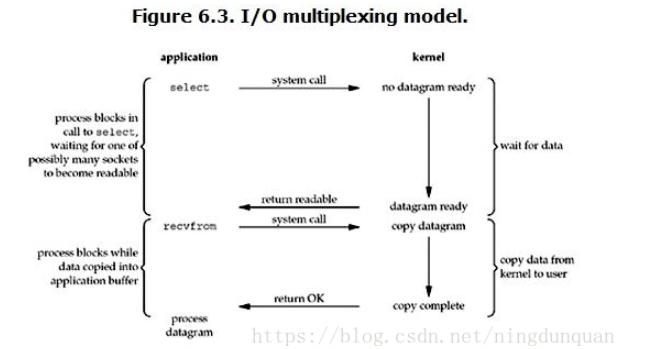 Figure 6.3. I/O multiplexing model.
application
kernel
select
system call
no datagram ready
process blocks in
call to select,
waiting for one of
possibly many sockets
to become readable
wait for data
return readable
datagram ready
recvfrom
system call
copy datagram
process blocks while
data copied into
application buffer
copy data from
kernel to user
return OK
copy complete
process
datagram
https://blog.csdn.net/ningdunquan